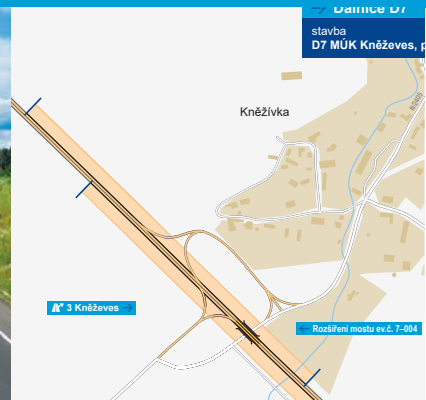 Dálnice D7
stavba
D7 MÚK Kněževes, p
Kněžívka
3 Kněževes
Rozšíření mostu ev.č. 7–004